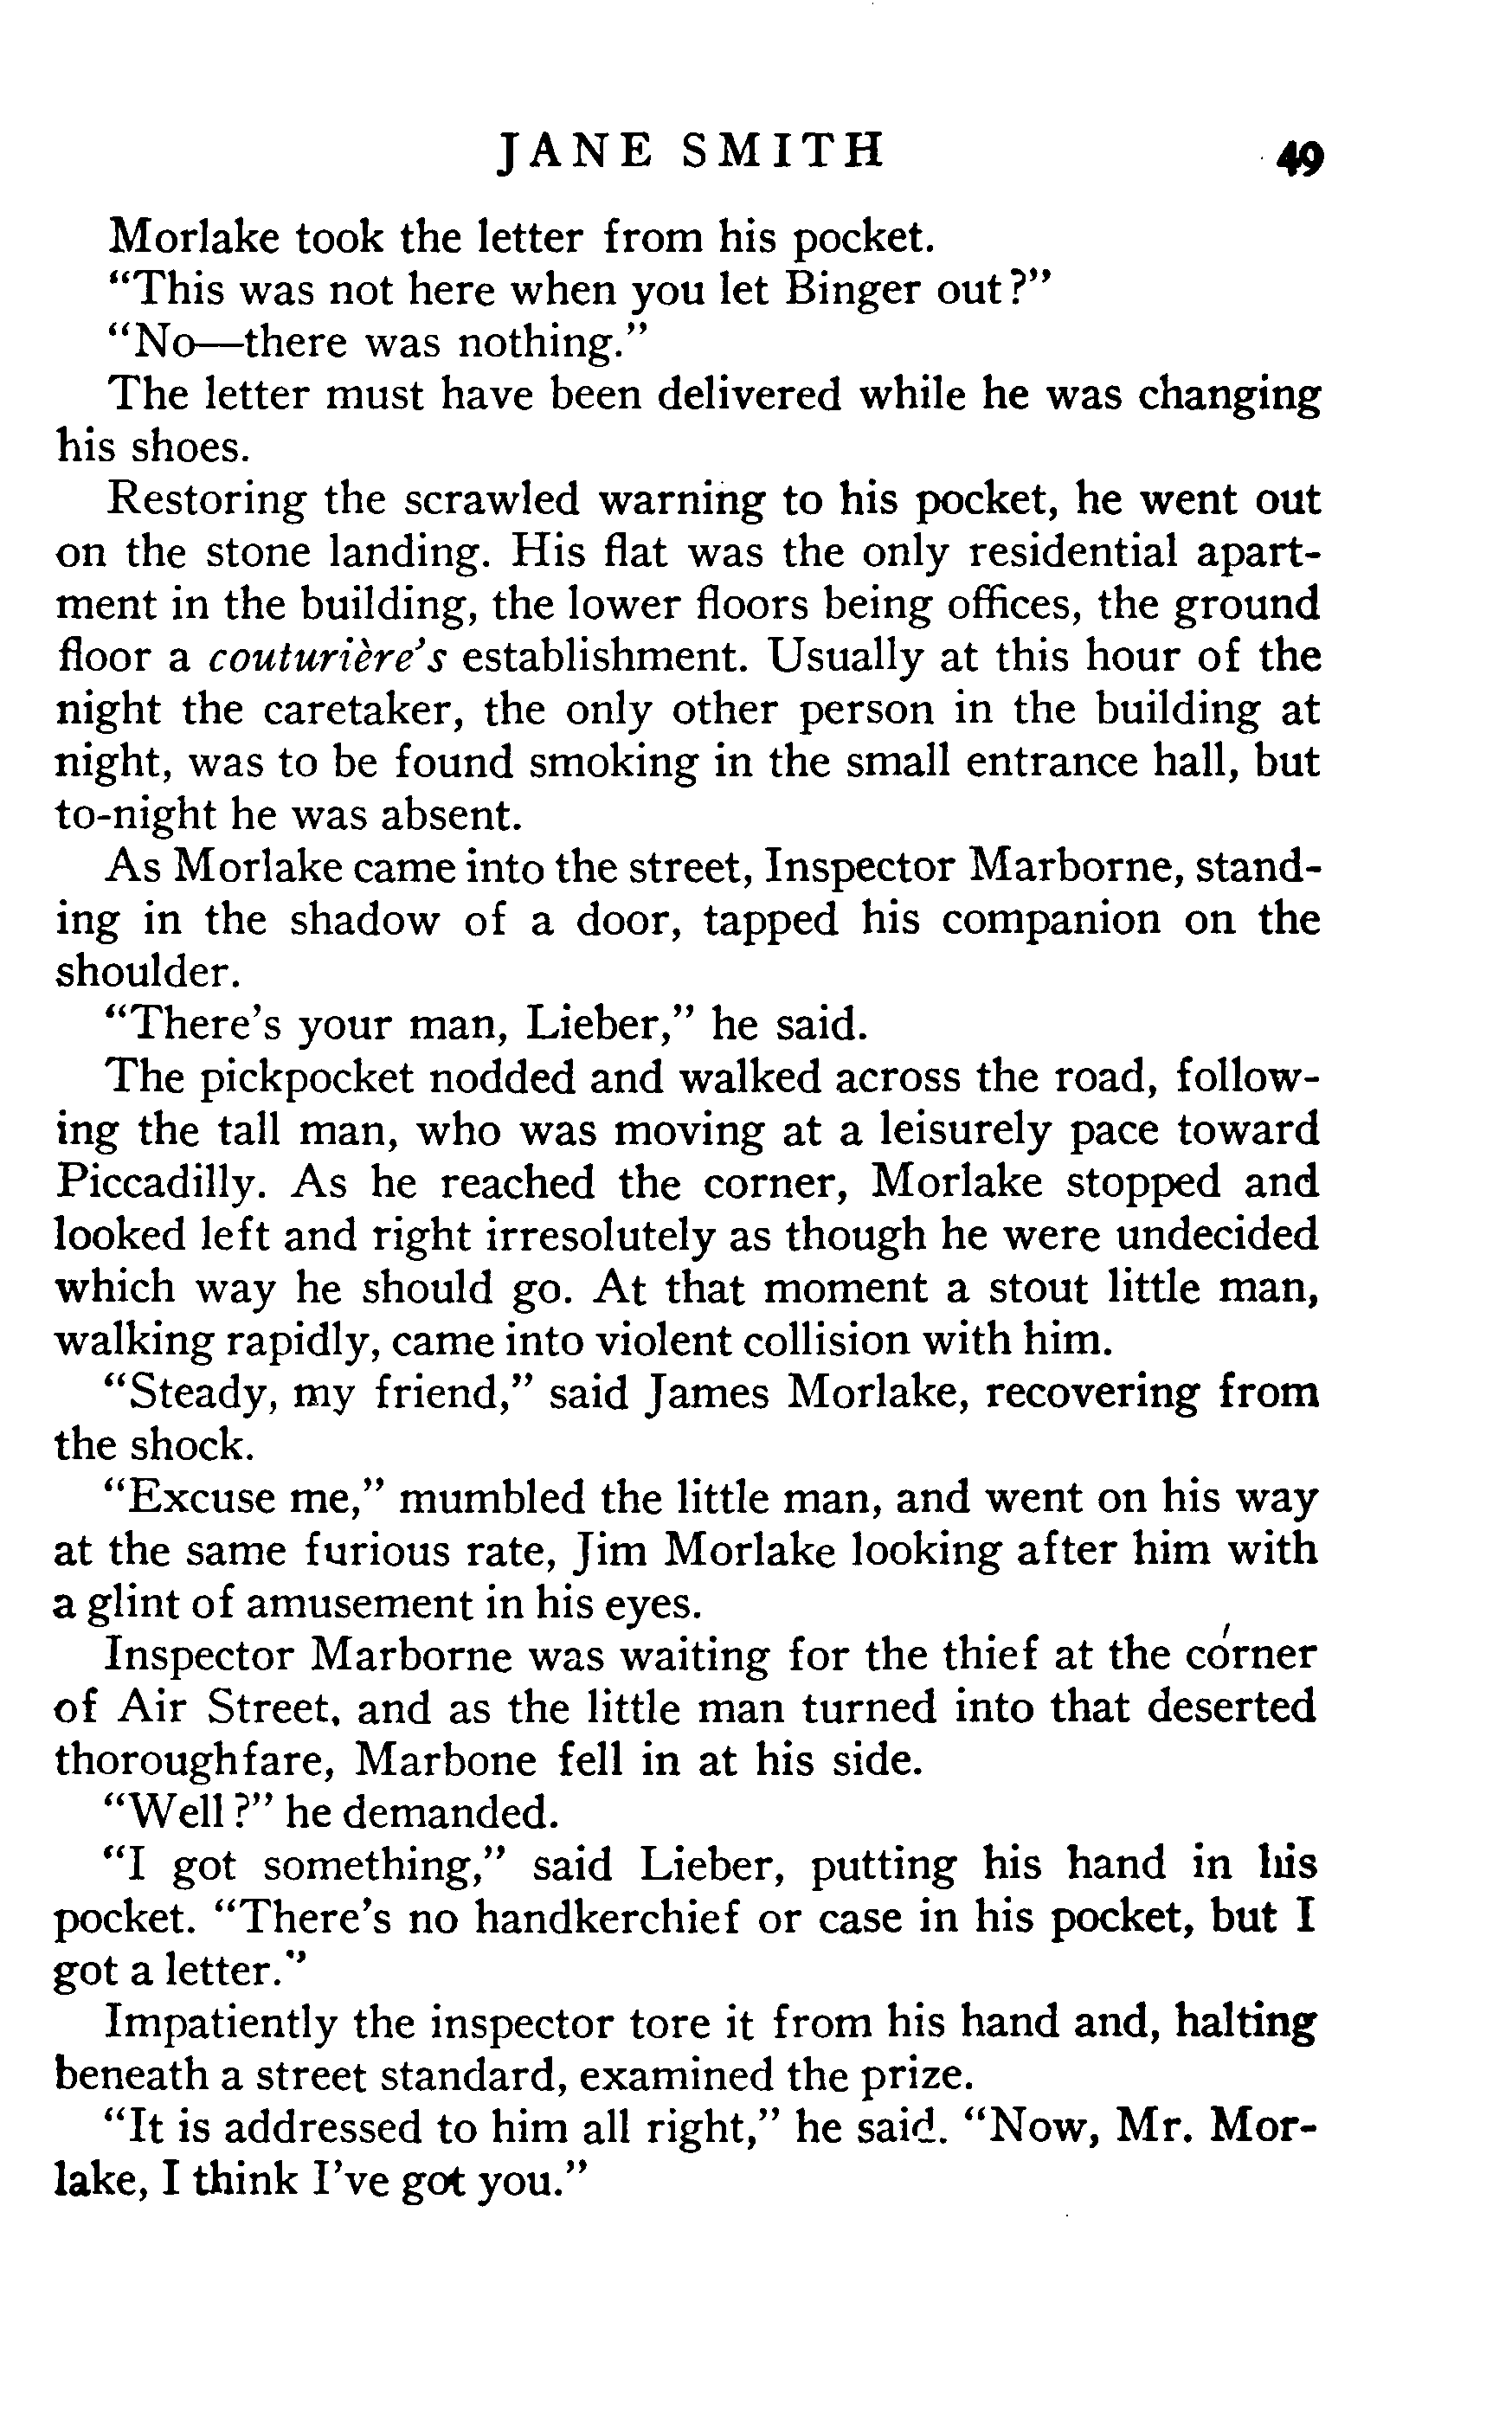 JANE SMITH 49
Morlake took the letter from his pocket.
"This was not here when you let Binger out?"
"No—there was nothing."
The letter must have been delivered while he was changing
his shoes.
Restoring the scrawled warning to his pocket, he went out
on the stone landing. His flat was the only residential apart-
ment in the building, the lower floors being offices, the ground
floor a couturière's establishment. Usually at this hour of the
night the caretaker, the only other person in the building at
night, was to be found smoking in the small entrance hall, but
to-night he was absent.
As Morlake came into the street, Inspector Marborne, stand-
ing in the shadow of a door, tapped his companion on the
shoulder.
"There's your man, Lieber," he said.
The pickpocket nodded and walked across the road, follow-
ing the tall man, who was moving at a leisurely pace toward
Piccadilly. As he reached the corner, Morlake stopped and
looked left and right irresolutely as though he were undecided
which way he should go. At that moment a stout little man,
walking rapidly, came into violent collision with him.
"Steady, my friend," said James Morlake, recovering from
the shock.
"Excuse me," mumbled the little man, and went on his way
at the same furious rate, Jim Morlake looking after him with
a glint of amusement in his eyes.
Inspector Marborne was waiting for the thief at the corner
of Air Street, and as the little man turned into that deserted
thoroughfare, Marbone fell in at his side.
"Well?" he demanded.
"I got something," said Lieber, putting his hand in his
pocket. "There's no handkerchief or case in his pocket, but I
got a letter."
Impatiently the inspector tore it from his hand and, halting
beneath a street standard, examined the prize.
"It is addressed to him all right," he said. "Now, Mr. Mor-
lake, I think I've got you."